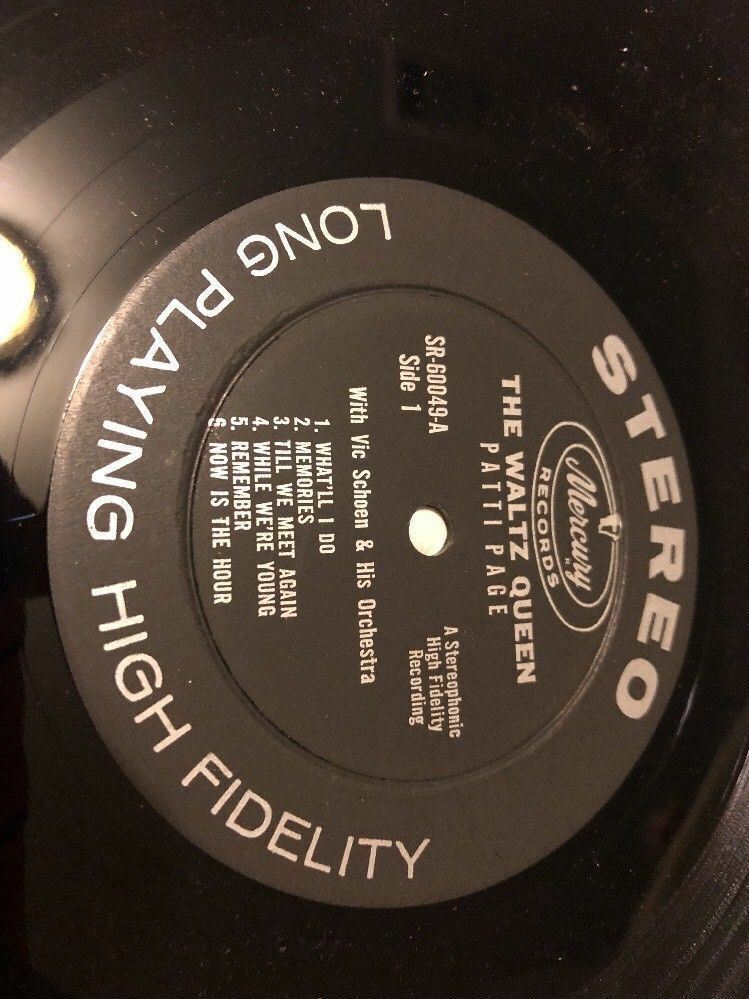 STEREO
Mercury
RECORDS
THE WALTZ QUEEN
PATTI PAGE
SR-60049-A
Side 1
A Stereophonic
High Fidelity
Recording
With Vic Schoen & His Orchestra
1. WHAT'LL I DO
2. MEMORIES
3. TILL WE MEET AGAIN
4. WHILE WE'RE YOUNG
5. REMEMBER
6. NOW IS THE HOUR
LONG PLAYING HIGH FIDELITY